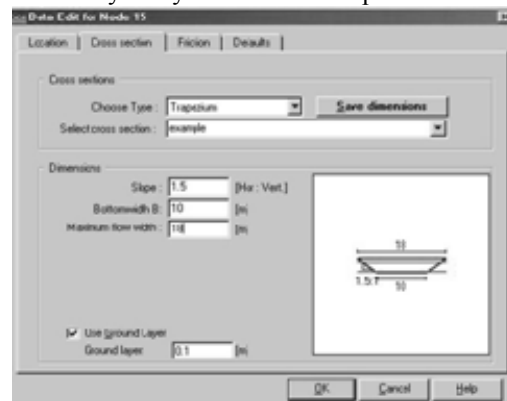 Data Edit for Node 15
Location Cross section Friction Defaults
Cross sections
Choose Type : Trapezium Save dimensions
Select cross section : example
Dimensions
Slope : 1.5 [Hor : Vert.]
Bottomwidth B: 10 [m]
Maximum flow width : 18 [m]
18
1.5:1
10
Use Ground Layer
Ground layer 0.1 [m]
OK Cancel Help